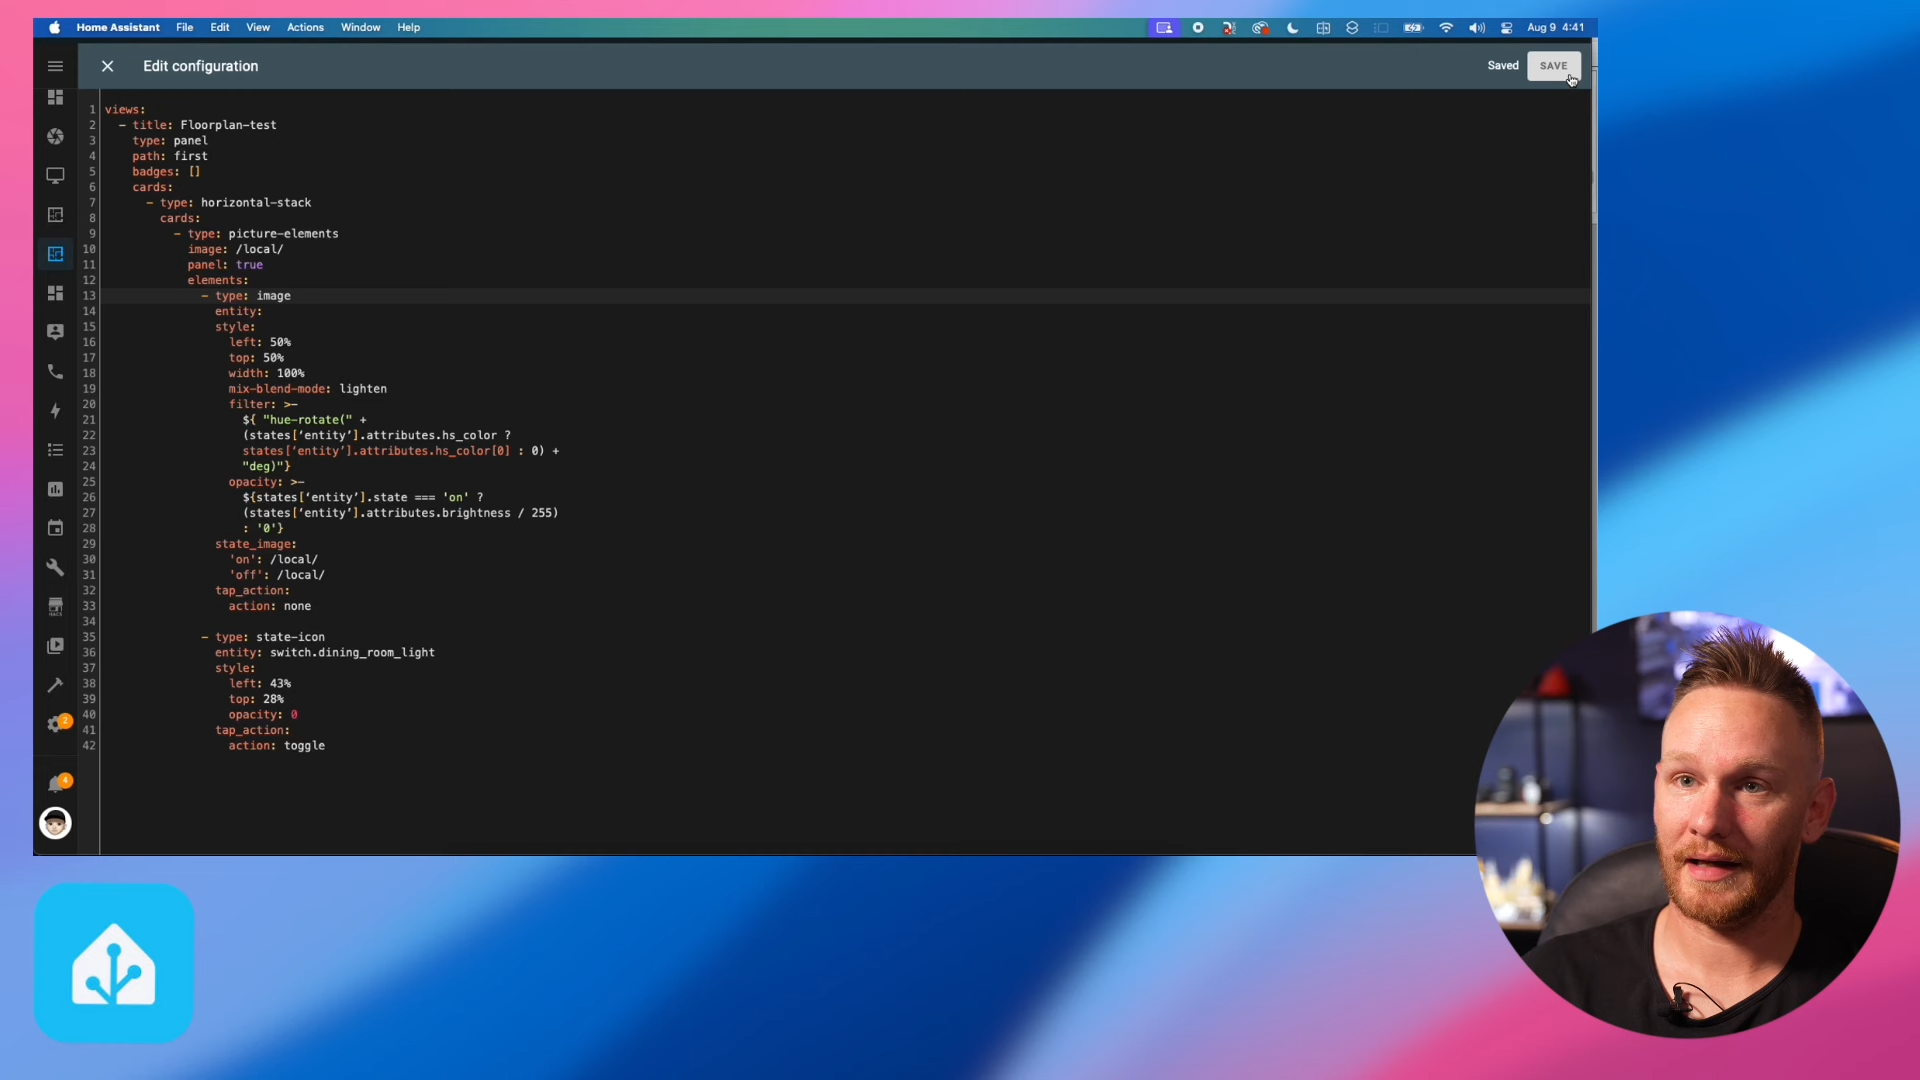 Home Assistant File Edit View Actions Window Help Aug 9 4:41
Edit configuration Saved SAVE
1 views:
2 - title: Floorplan-test
3 type: panel
4 path: first
5 badges: []
6 cards:
7 - type: horizontal-stack
8 cards:
9 - type: picture-elements
10 image: /local/
11 panel: true
12 elements:
13 - type: image
14 entity:
15 style:
16 left: 50%
17 top: 50%
18 width: 100%
19 mix-blend-mode: lighten
20 filter: >-
21 ${ "hue-rotate(" +
22 (states[‘entity’].attributes.hs_color ?
23 states[‘entity’].attributes.hs_color[0] : 0) +
24 "deg)"}
25 opacity: >-
26 ${states[‘entity’].state === 'on' ?
27 (states[‘entity’].attributes.brightness / 255)
28 : '0'}
29 state_image:
30 'on': /local/
31 'off': /local/
32 tap_action:
33 action: none
34
35 - type: state-icon
36 entity: switch.dining_room_light
37 style:
38 left: 43%
39 top: 28%
40 opacity: 0
41 tap_action:
42 action: toggle
HACS
2
4